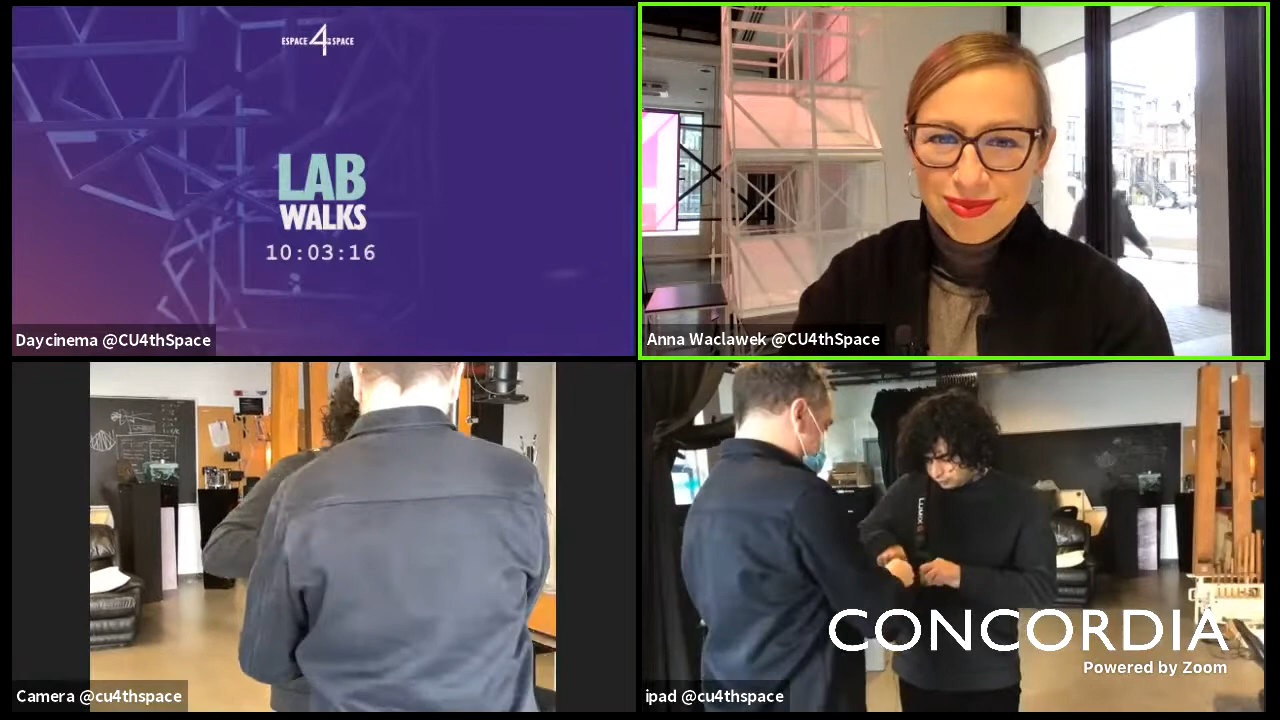 ESPACE 4 SPACE
LAB
WALKS
10:03:16
Daycinema @CU4thSpace
Anna Waclawek @CU4thSpace
LUMIX
CONCORDIA
Powered by Zoom
Camera @cu4thspace
ipad @cu4thspace